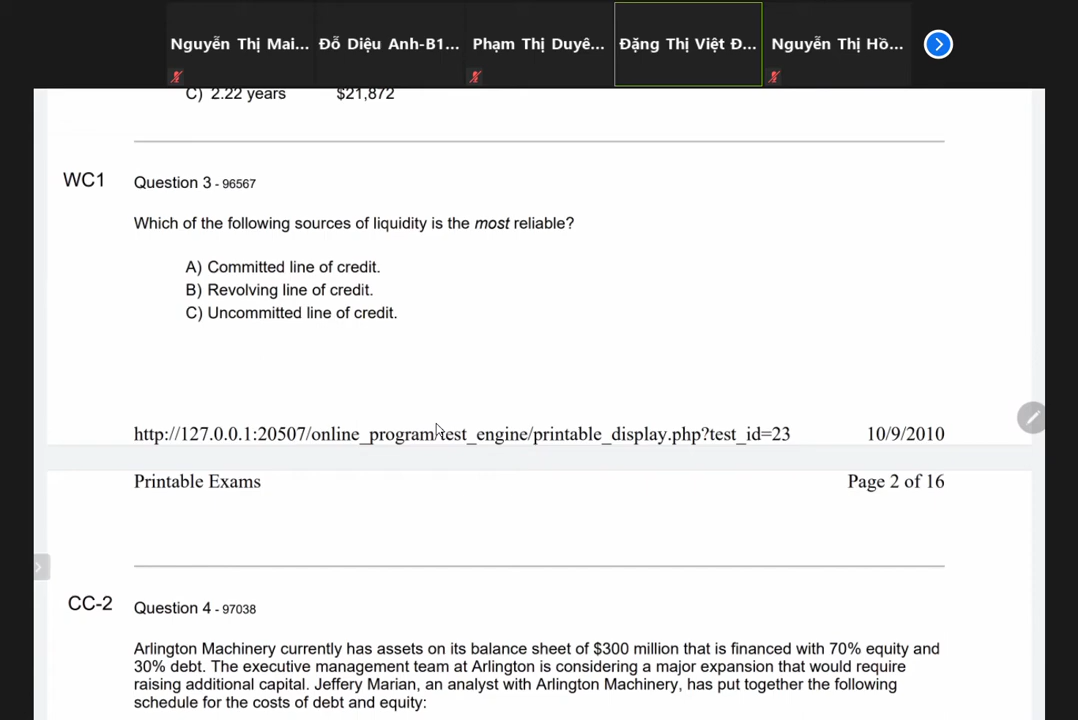 Nguyễn Thị Mai...
Đỗ Diệu Anh-B1...
Phạm Thị Duyê...
Đặng Thị Việt Đ...
Nguyễn Thị Hồ...
C) 2.22 years $21,872
WC1
Question 3 - 96567
Which of the following sources of liquidity is the most reliable?
A) Committed line of credit.
B) Revolving line of credit.
C) Uncommitted line of credit.
http://127.0.0.1:20507/online_program/test_engine/printable_display.php?test_id=23 10/9/2010
Printable Exams Page 2 of 16
CC-2
Question 4 - 97038
Arlington Machinery currently has assets on its balance sheet of $300 million that is financed with 70% equity and
30% debt. The executive management team at Arlington is considering a major expansion that would require
raising additional capital. Jeffery Marian, an analyst with Arlington Machinery, has put together the following
schedule for the costs of debt and equity: